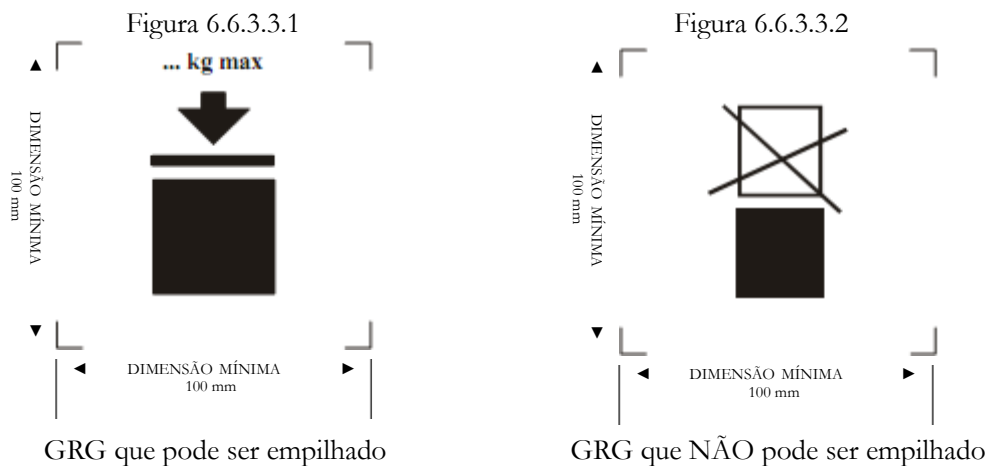 Figura 6.6.3.3.1
... kg max
DIMENSÃO MÍNIMA
100 mm
DIMENSÃO MÍNIMA
100 mm
GRG que pode ser empilhado
Figura 6.6.3.3.2
DIMENSÃO MÍNIMA
100 mm
DIMENSÃO MÍNIMA
100 mm
GRG que NÃO pode ser empilhado